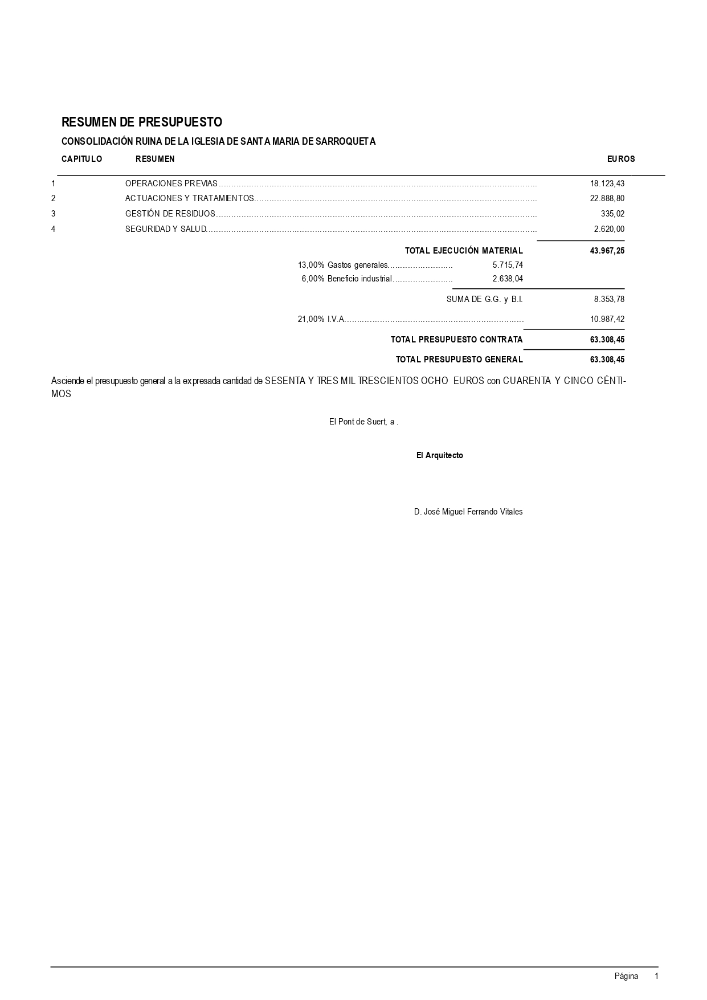 RESUMEN DE PRESUPUESTO
CONSOLIDACIÓN RUINA DE LA IGLESIA DE SANTA MARIA DE SARROQUETA
CAPITULO RESUMEN EUROS
1 OPERACIONES PREVIAS 18.123,43
2 ACTUACIONES Y TRATAMIENTOS 22.888,80
3 GESTIÓN DE RESIDUOS 335,02
4 SEGURIDAD Y SALUD 2.620,00
TOTAL EJECUCIÓN MATERIAL 43.967,25
13,00% Gastos generales 5.715,74
6,00% Beneficio industrial 2.638,04
SUMA DE G.G. y B.I. 8.353,78
21,00% I.V.A. 10.987,42
TOTAL PRESUPUESTO CONTRATA 63.308,45
TOTAL PRESUPUESTO GENERAL 63.308,45
Asciende el presupuesto general a la expresada cantidad de SESENTA Y TRES MIL TRESCIENTOS OCHO EUROS con CUARENTA Y CINCO CÉNTI-
MOS
El Pont de Suert, a .
El Arquitecto
D. José Miguel Ferrando Vitales
Página 1